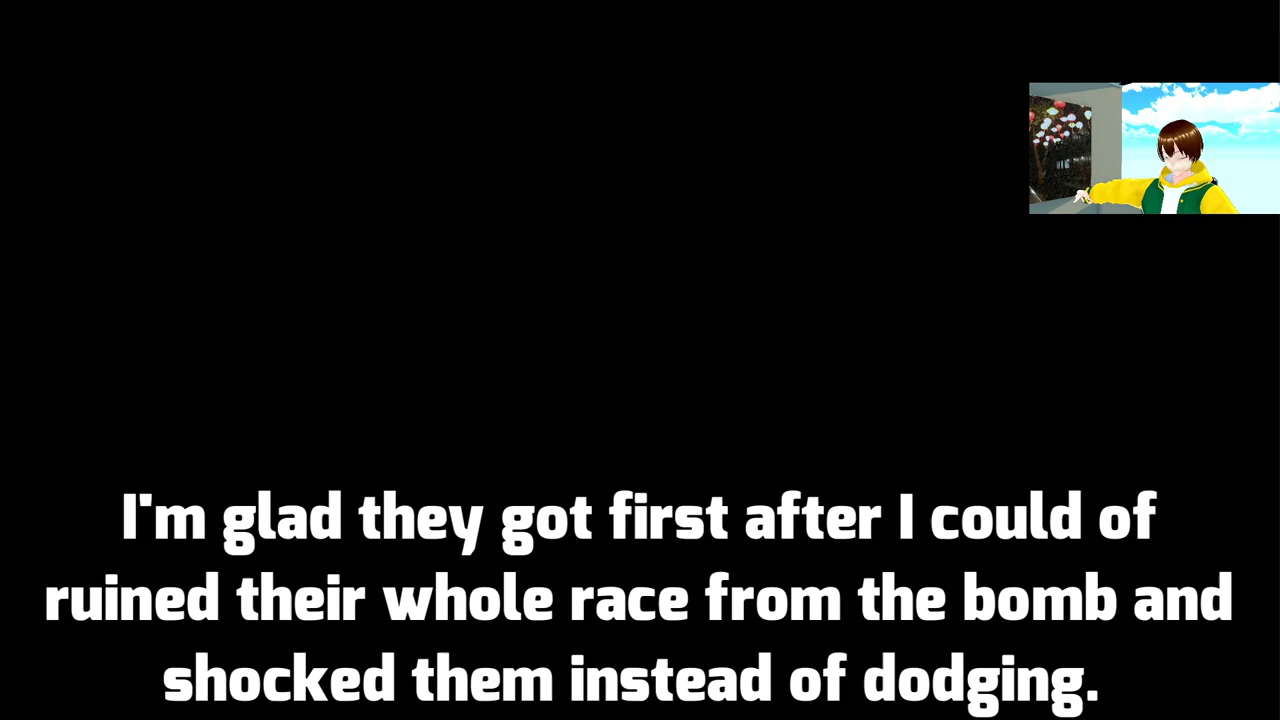 I'm glad they got first after I could of
ruined their whole race from the bomb and
shocked them instead of dodging.